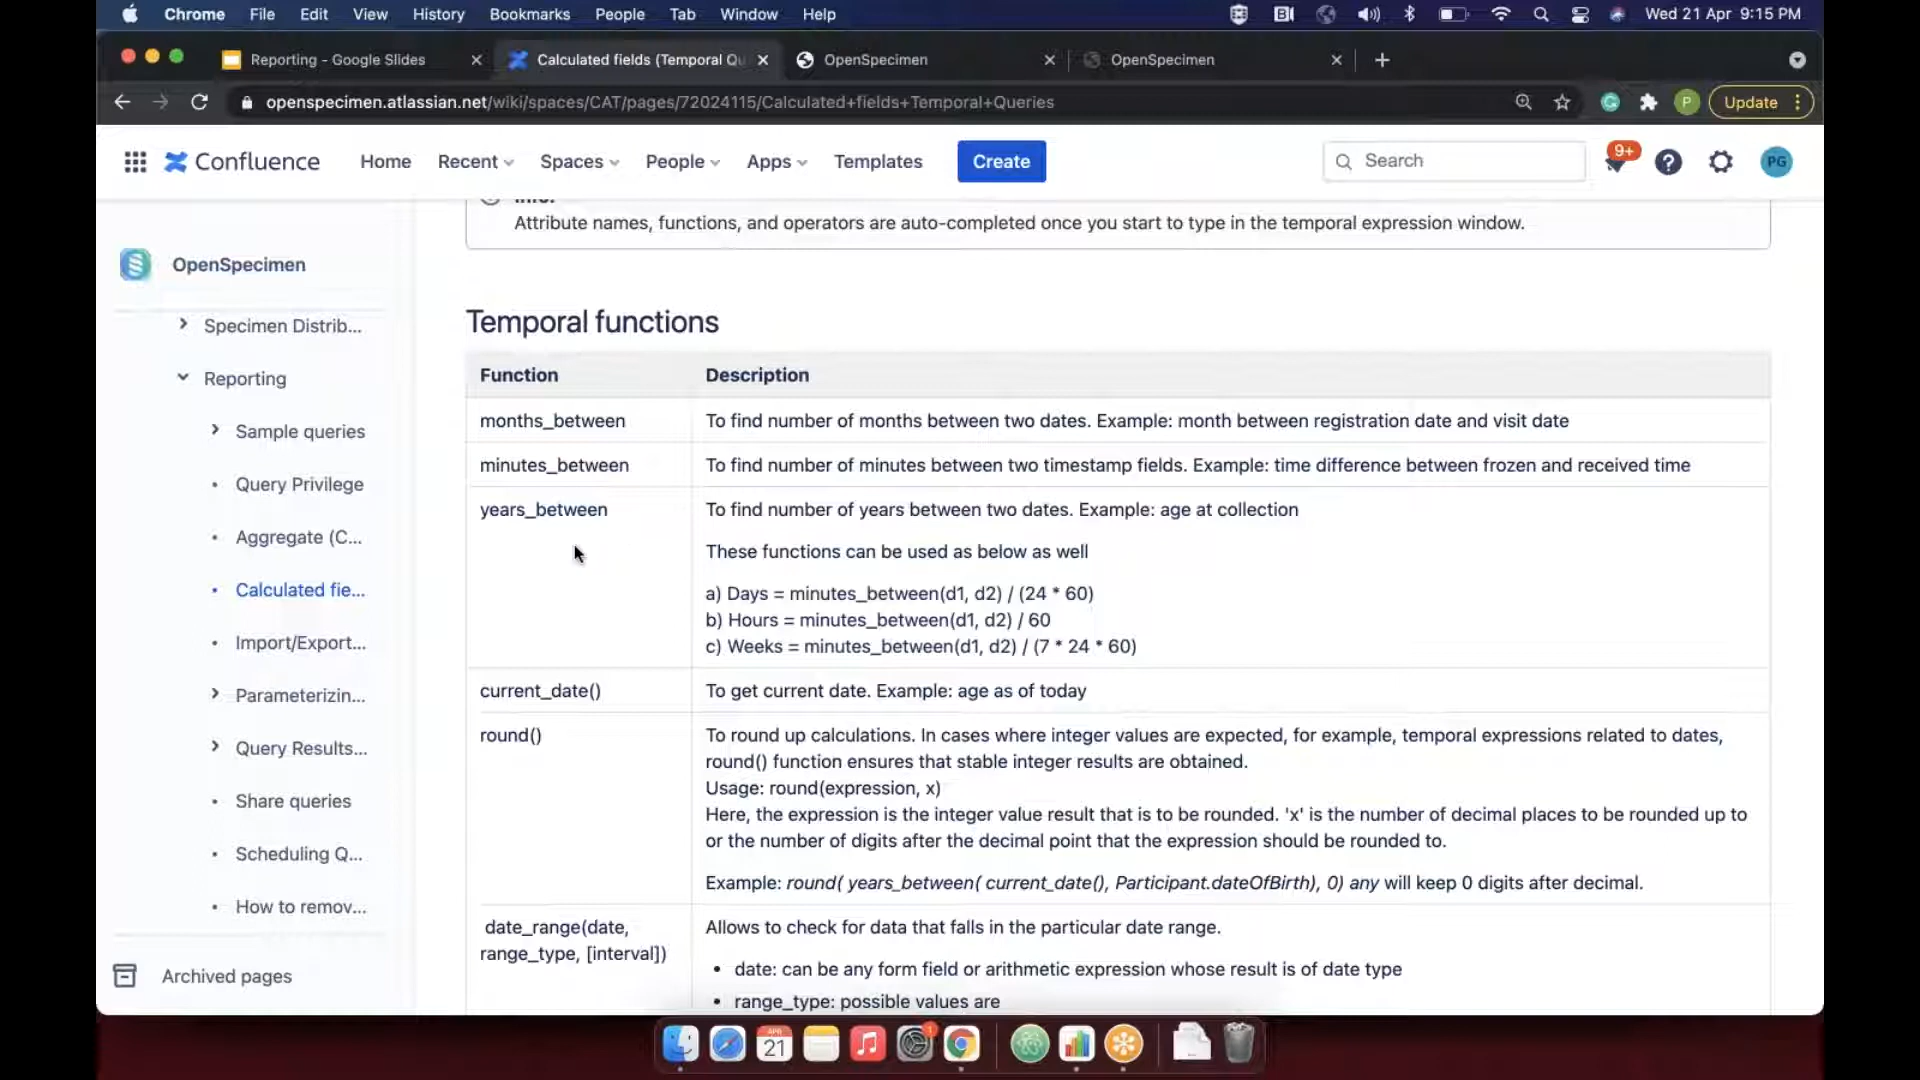 Chrome File Edit View History Bookmarks People Tab Window Help Wed 21 Apr 9:15 PM
Reporting - Google Slides Calculated fields (Temporal Qu OpenSpecimen OpenSpecimen
openspecimen.atlassian.net/wiki/spaces/CAT/pages/72024115/Calculated+fields+Temporal+Queries P Update
Confluence Home Recent Spaces People Apps Templates Create Search 9+ PG
Attribute names, functions, and operators are auto-completed once you start to type in the temporal expression window.
OpenSpecimen
Specimen Distrib...
Reporting
Sample queries
Query Privilege
Aggregate (C...
Calculated fie...
Import/Export...
Parameterizin...
Query Results...
Share queries
Scheduling Q...
How to remov...
Archived pages
Temporal functions
Function Description
months_between To find number of months between two dates. Example: month between registration date and visit date
minutes_between To find number of minutes between two timestamp fields. Example: time difference between frozen and received time
years_between To find number of years between two dates. Example: age at collection
These functions can be used as below as well
a) Days = minutes_between(d1, d2) / (24 * 60)
b) Hours = minutes_between(d1, d2) / 60
c) Weeks = minutes_between(d1, d2) / (7 * 24 * 60)
current_date() To get current date. Example: age as of today
round() To round up calculations. In cases where integer values are expected, for example, temporal expressions related to dates,
round() function ensures that stable integer results are obtained.
Usage: round(expression, x)
Here, the expression is the integer value result that is to be rounded. 'x' is the number of decimal places to be rounded up to
or the number of digits after the decimal point that the expression should be rounded to.
Example: round( years_between( current_date(), Participant.dateOfBirth), 0) any will keep 0 digits after decimal.
date_range(date, Allows to check for data that falls in the particular date range.
range_type, [interval])
• date: can be any form field or arithmetic expression whose result is of date type
• range_type: possible values are
APR
21
1